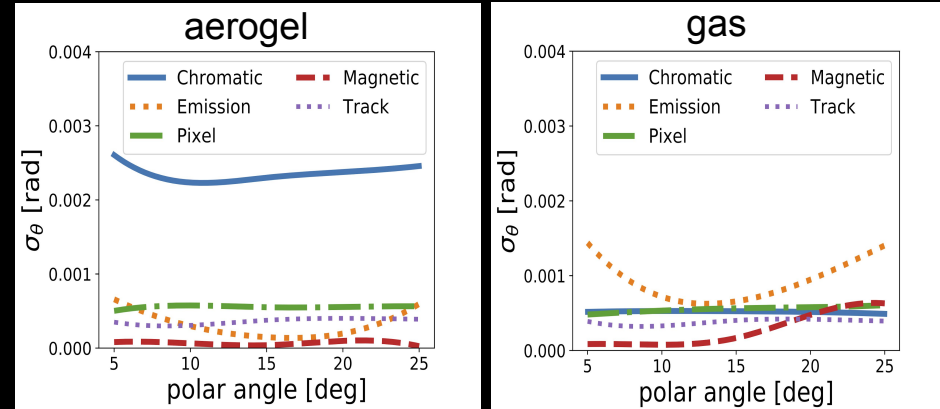 aerogel
0.004
0.003
0.002
0.001
0.000
σθ [rad]
Chromatic
Emission
Pixel
Magnetic
Track
5
10
15
20
25
polar angle [deg]
gas
0.004
0.003
0.002
0.001
0.000
σθ [rad]
Chromatic
Emission
Pixel
Magnetic
Track
5
10
15
20
25
polar angle [deg]